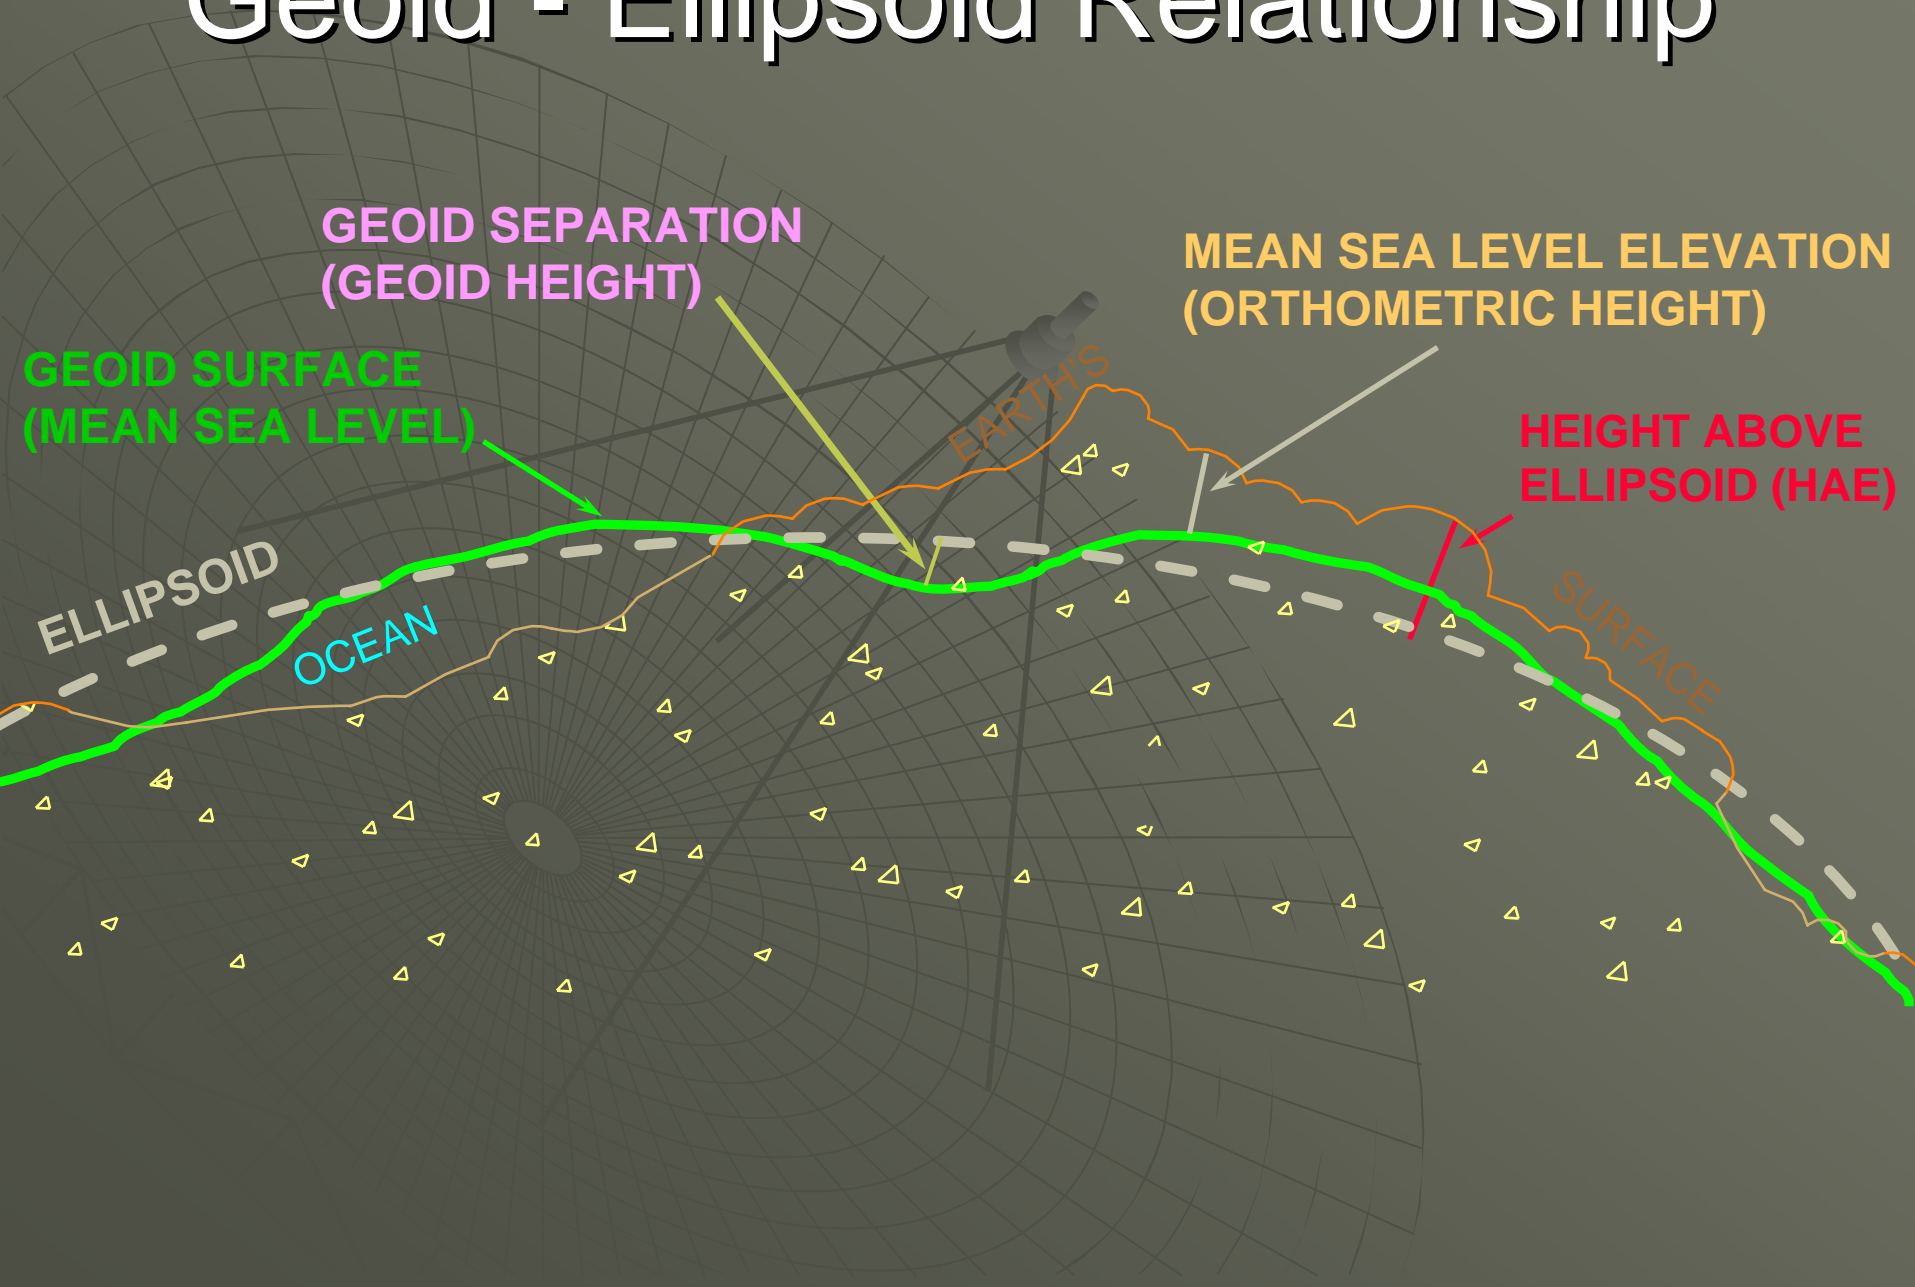 Geoid - Ellipsoid Relationship
GEOID SEPARATION
(GEOID HEIGHT)
MEAN SEA LEVEL ELEVATION
(ORTHOMETRIC HEIGHT)
GEOID SURFACE
(MEAN SEA LEVEL)
EARTH'S
HEIGHT ABOVE
ELLIPSOID (HAE)
ELLIPSOID
OCEAN
SURFACE